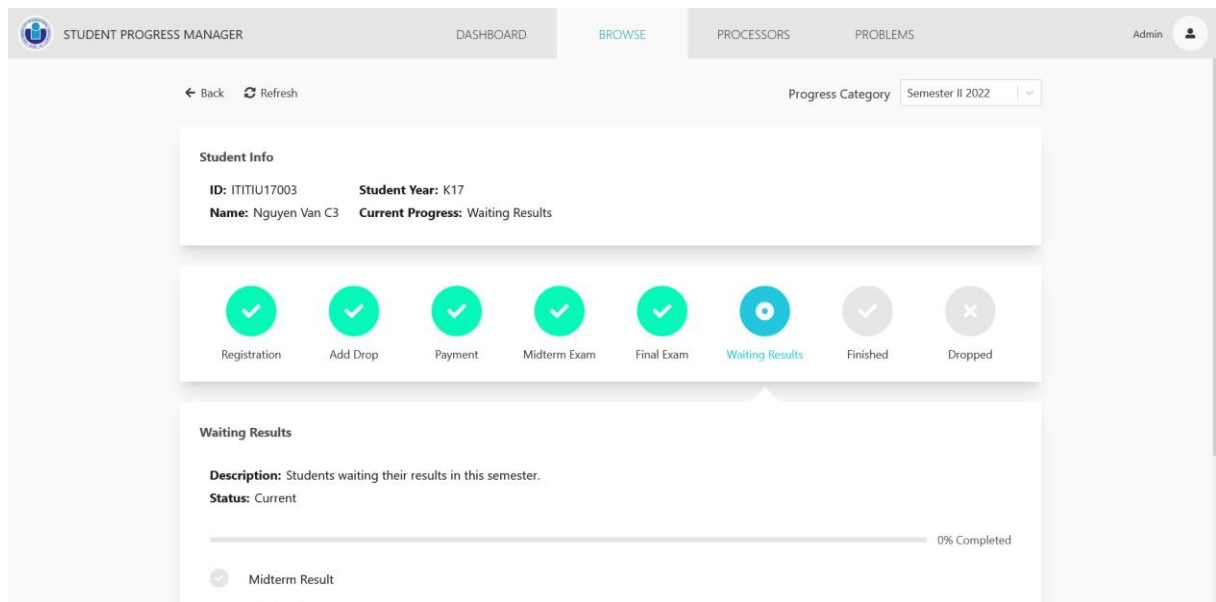 STUDENT PROGRESS MANAGER DASHBOARD BROWSE PROCESSORS PROBLEMS Admin
Back Refresh Progress Category Semester II 2022
Student Info
ID: ITITIU17003 Student Year: K17
Name: Nguyen Van C3 Current Progress: Waiting Results
Registration Add Drop Payment Midterm Exam Final Exam Waiting Results Finished Dropped
Waiting Results
Description: Students waiting their results in this semester.
Status: Current
0% Completed
Midterm Result